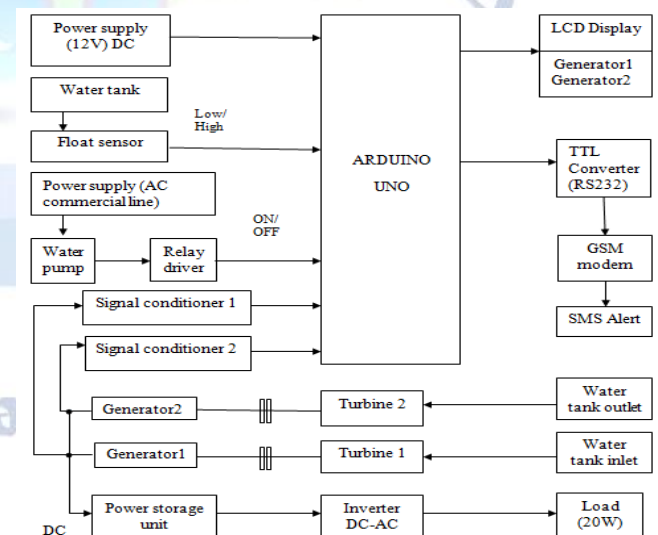 Power supply
(12V) DC
Water tank
Float sensor
Low/
High
Power supply (AC
commercial line)
Water
pump
Relay
driver
ON/
OFF
Signal conditioner 1
Signal conditioner 2
ARDUINO
UNO
LCD Display
Generator1
Generator2
TTL
Converter
(RS232)
GSM
modem
SMS Alert
Generator2
Turbine 2
Water
tank outlet
Generator1
Turbine 1
Water
tank inlet
DC
Power storage
unit
Inverter
DC-AC
Load
(20W)